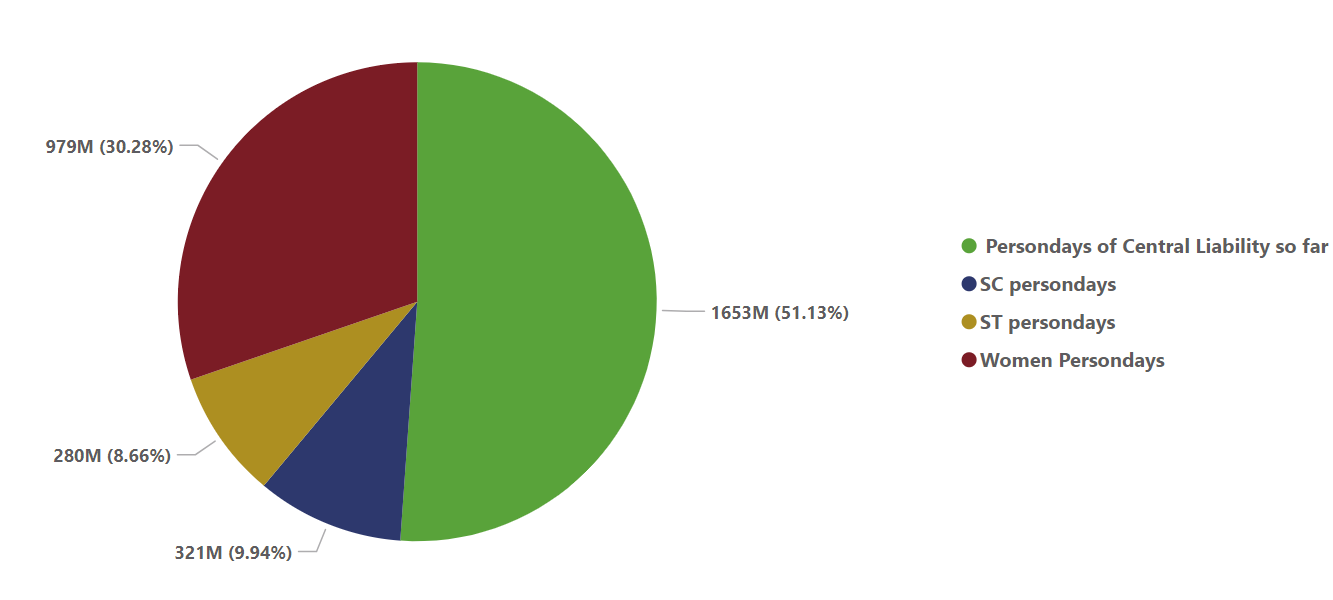 979M (30.28%)
1653M (51.13%)
280M (8.66%)
321M (9.94%)
Persondays of Central Liability so far
SC persondays
ST persondays
Women Persondays